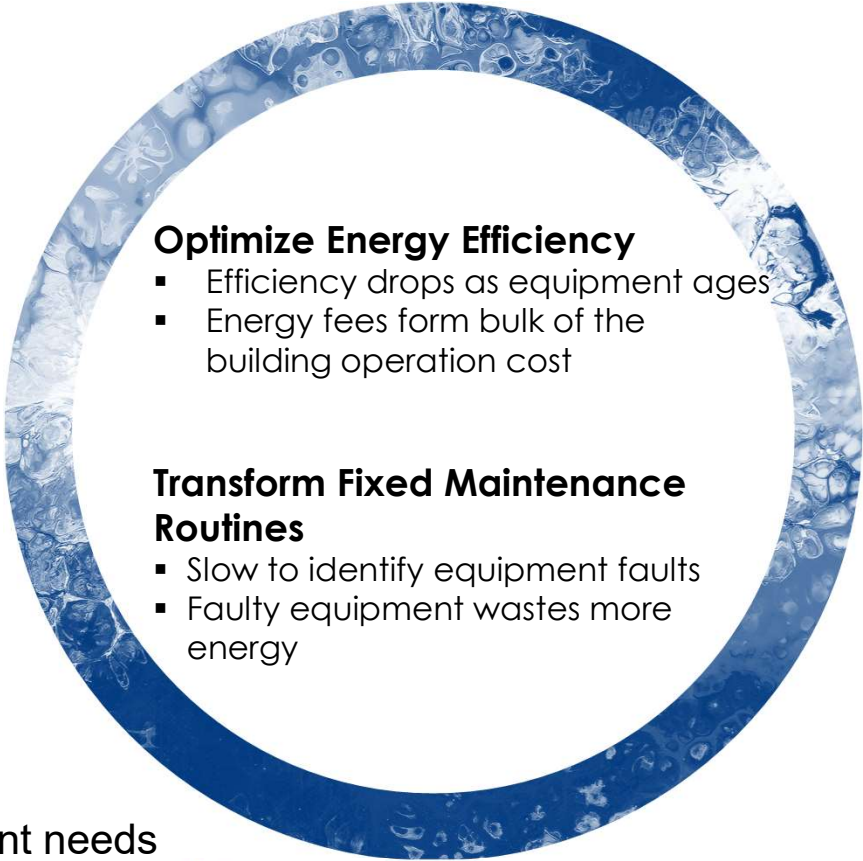 Optimize Energy Efficiency
▪ Efficiency drops as equipment ages
▪ Energy fees form bulk of the
building operation cost
Transform Fixed Maintenance
Routines
▪ Slow to identify equipment faults
▪ Faulty equipment wastes more
energy
nt needs